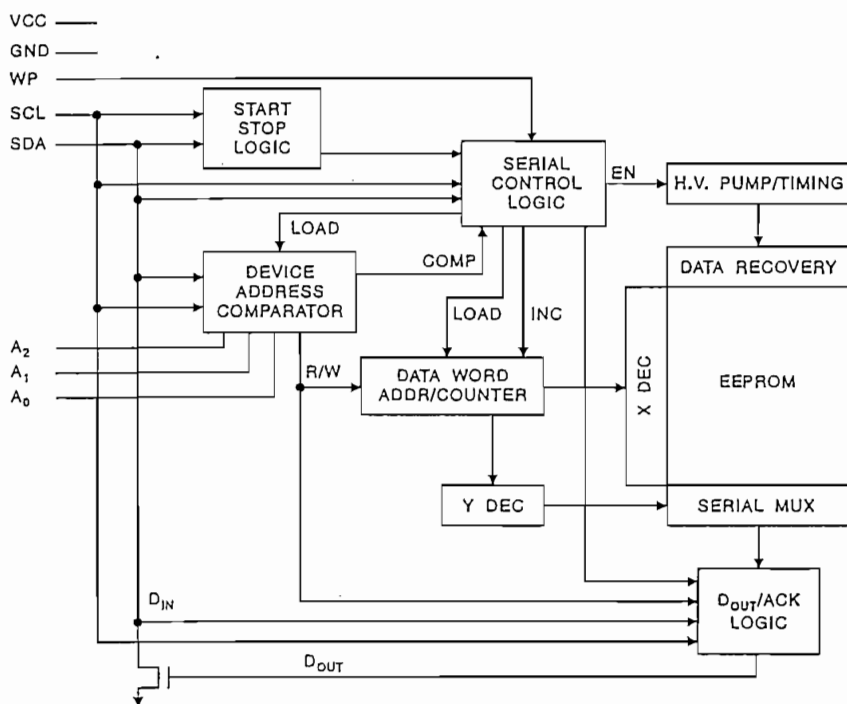 VCC
GND
WP
SCL
SDA
START
STOP
LOGIC
SERIAL
CONTROL
LOGIC
EN
H.V. PUMP/TIMING
LOAD
COMP
DEVICE
ADDRESS
COMPARATOR
DATA RECOVERY
LOAD
INC
A2
A1
A0
R/W
DATA WORD
ADDR/COUNTER
X DEC
EEPROM
Y DEC
SERIAL MUX
DIN
DOUT/ACK
LOGIC
DOUT